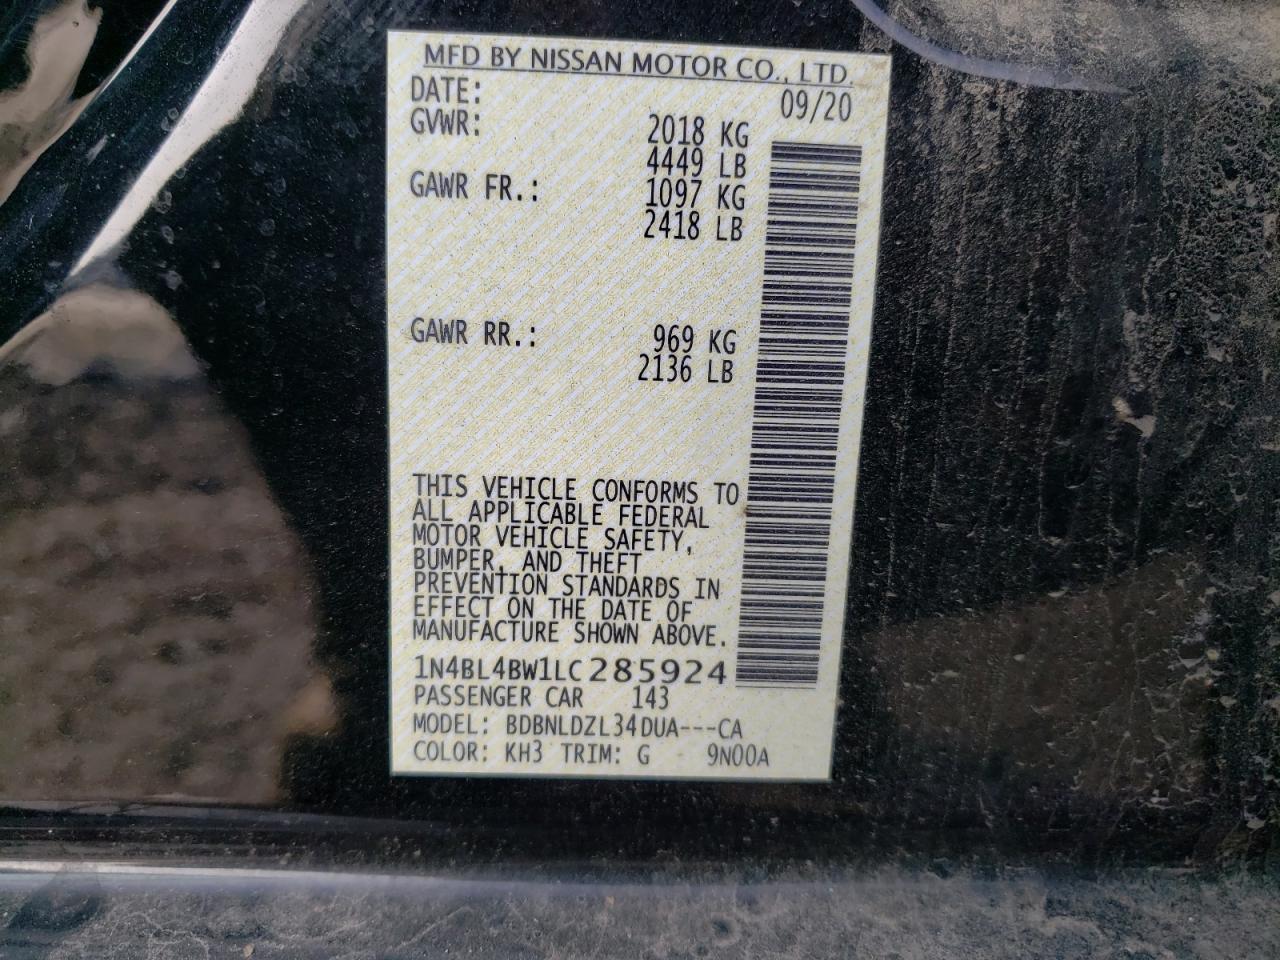 MFD BY NISSAN MOTOR CO., LTD.
DATE: 09/20
GVWR: 2018 KG
4449 LB
GAWR FR.: 1097 KG
2418 LB
GAWR RR.: 969 KG
2136 LB
THIS VEHICLE CONFORMS TO
ALL APPLICABLE FEDERAL
MOTOR VEHICLE SAFETY,
BUMPER, AND THEFT
PREVENTION STANDARDS IN
EFFECT ON THE DATE OF
MANUFACTURE SHOWN ABOVE.
1N4BL4BW1LC285924
PASSENGER CAR 143
MODEL: BDBNLDZL34DUA---CA
COLOR: KH3 TRIM: G 9N00A